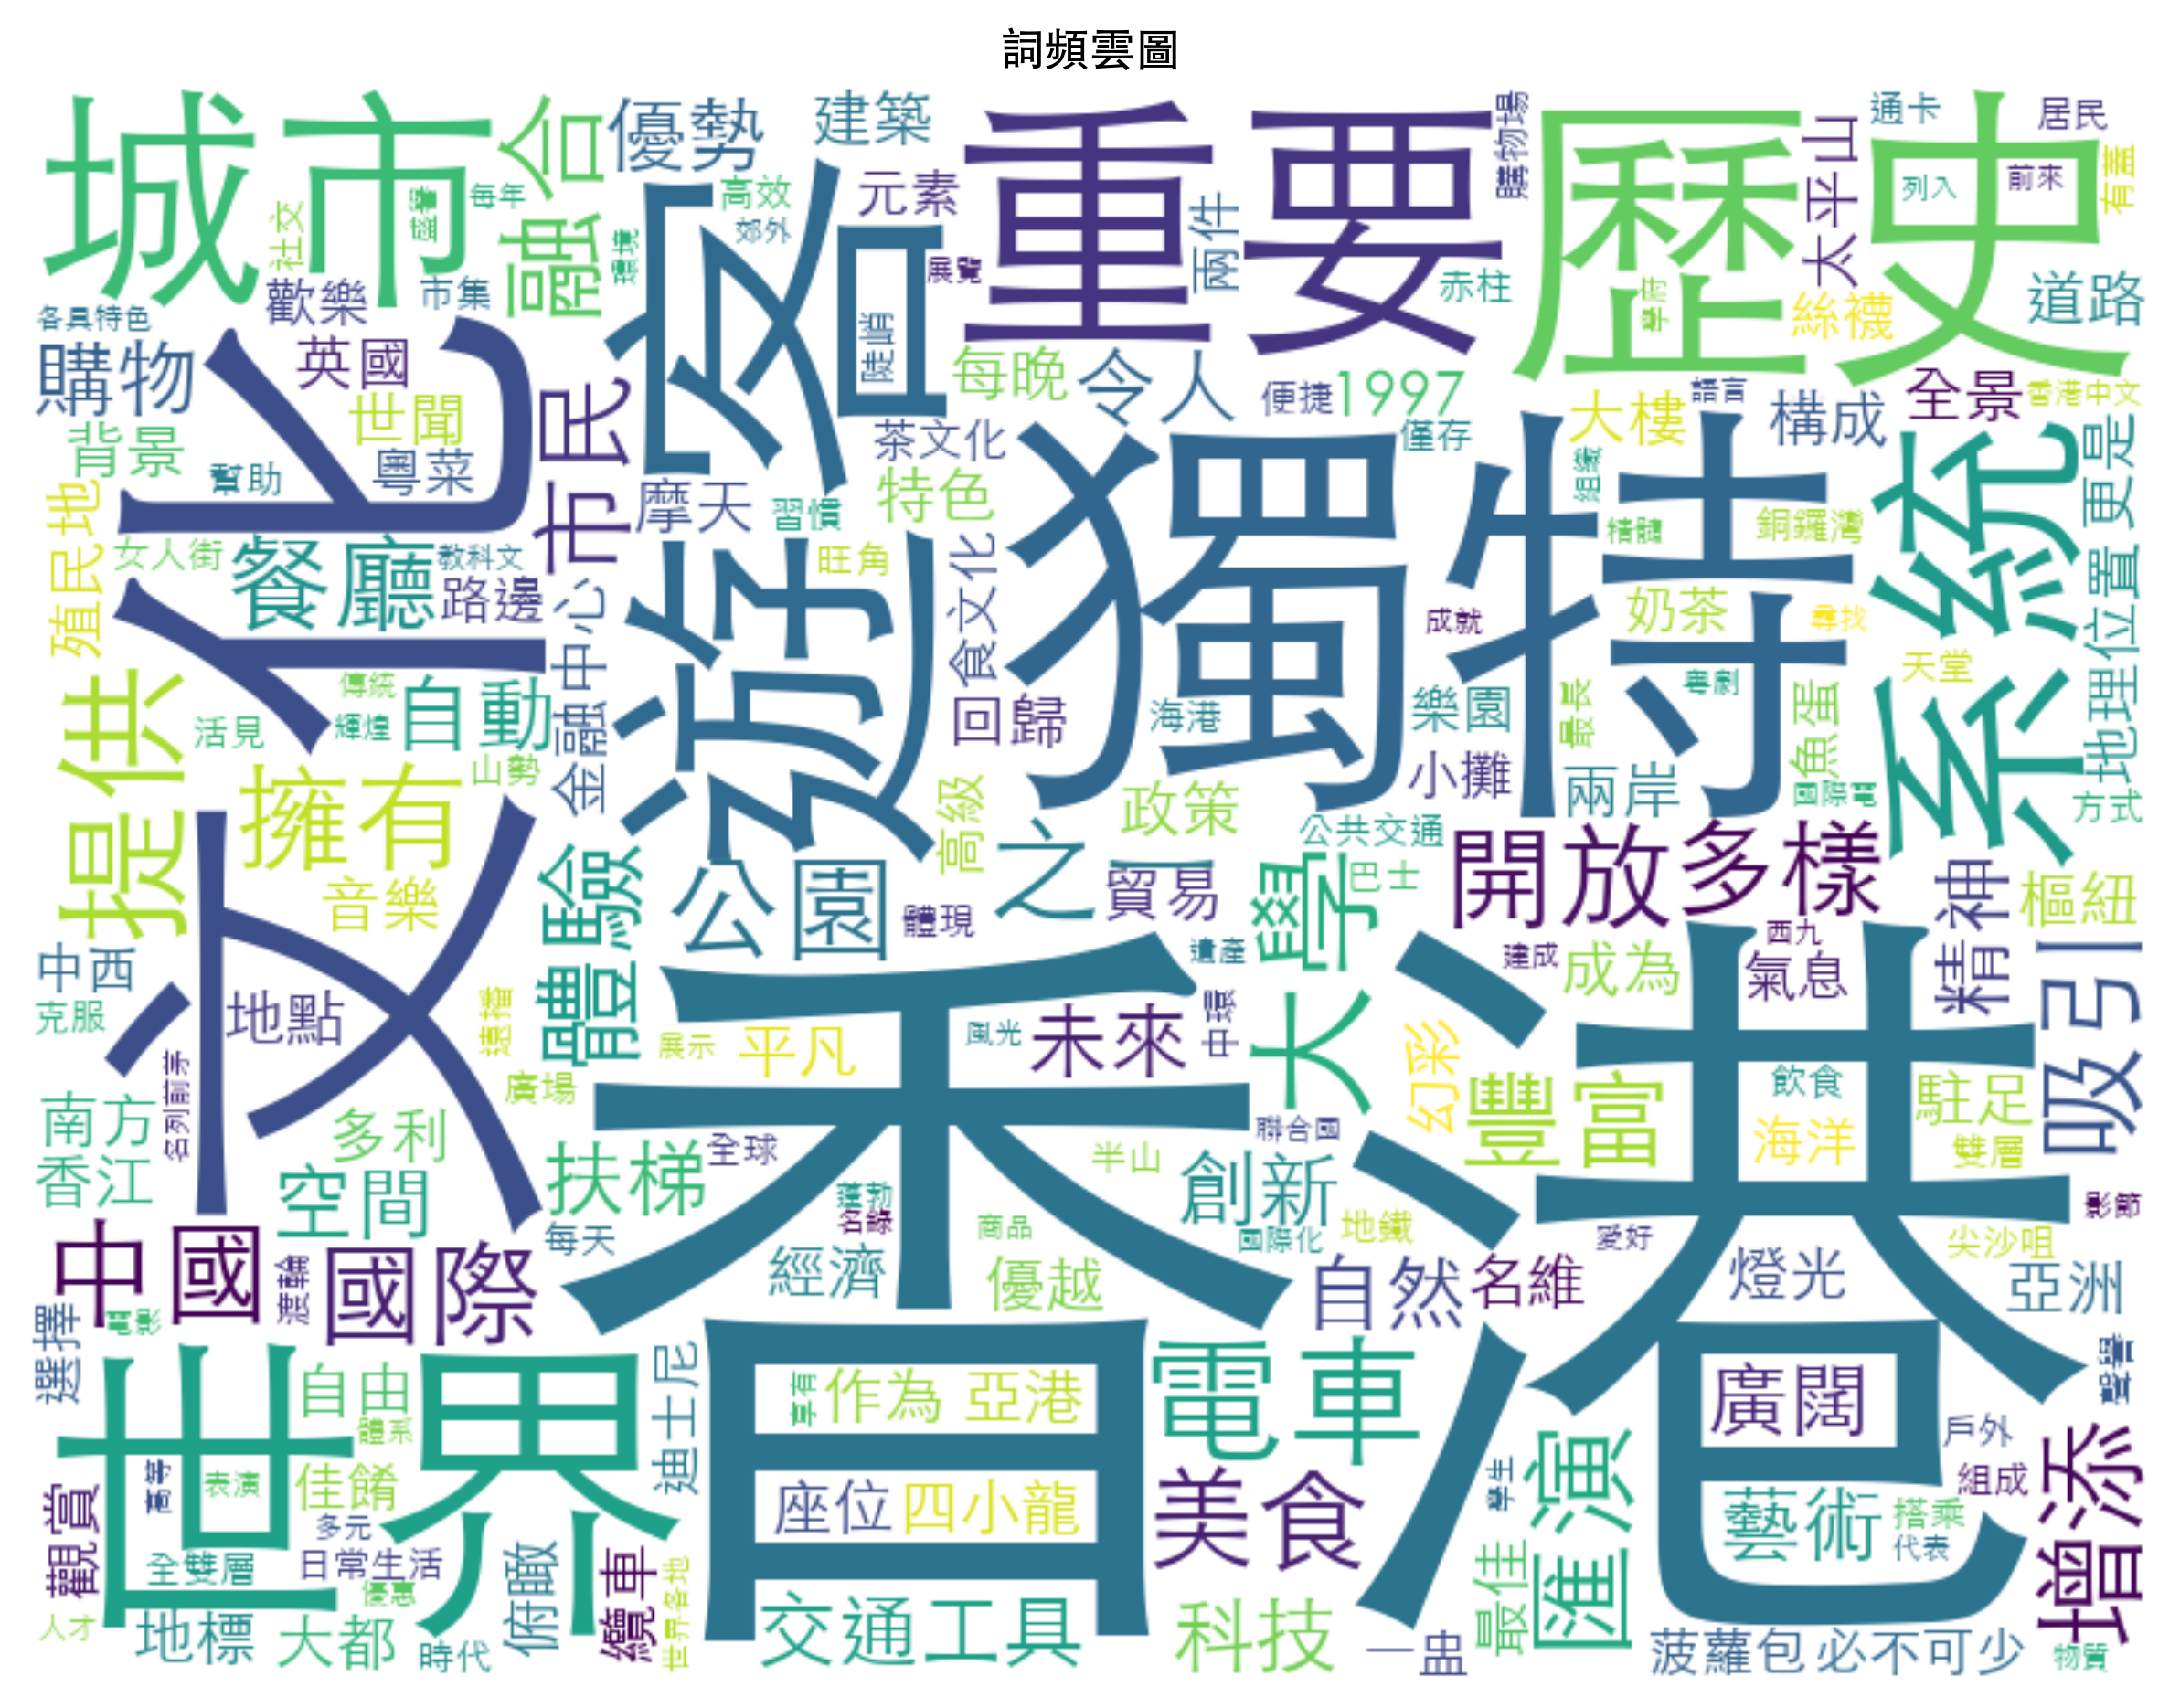 詞頻雲圖
城市
融合
優勢
建築
重要
購物場
歷史
通卡
居民
太平山
有蓋
列入
前來
社交
盛譽
每年
環境
高效
郊外
元素
展覽
兩件
赤柱
學府
絲襪
道路
各具特色
歡樂
市集
遊客
陡峭
購物
英國
世聞
市民
每晚
令人
便捷
1997
僅存
大樓
語言
構成
全景
香港中文
背景
幫助
粵菜
文化
摩天
習慣
茶文化
特色
獨特
組織
精髓
銅鑼灣
系統
更是
殖民地
女人街
餐廳
教科文
路邊
金融中心
旺角
食文化
成就
奶茶
尋找
天堂
地理位置
提供
傳統
活見
輝煌
自動
山勢
回歸
海港
樂園
最長
粵劇
魚蛋
小攤
兩岸
國際電
方式
擁有
音樂
體驗
公園
高級
之一
政策
貿易
公共交通
大學
巴士
開放
多樣
精神
樞紐
中西
克服
地點
遠播
體現
遺產
建成
西九
成為
氣息
吸引
名列前茅
展示
平凡
風光
未來
中環
幻彩
廣場
南方
多利
香江
空間
扶梯
全球
香港
聯合國
半山
豐富
飲食
海洋
駐足
雙層
創新
蓬勃
名錄
每天
商品
國際化
地鐵
愛好
尖沙咀
影節
中國
渡輪
國際
經濟
優越
自然
名維
燈光
亞洲
選擇
電影
世界
自由
體系
迪士尼
享有
作為
亞港
電車
廣闊
聲譽
戶外
觀賞
高等
表演
佳餚
多元
座位
四小龍
美食
學生
匯演
組成
藝術
搭乘
代表
增添
全雙層
日常生活
優惠
俯瞰
纜車
世界各地
人才
地標
大都
時代
交通工具
科技
一盅
最佳
菠蘿包
必不可少
物質